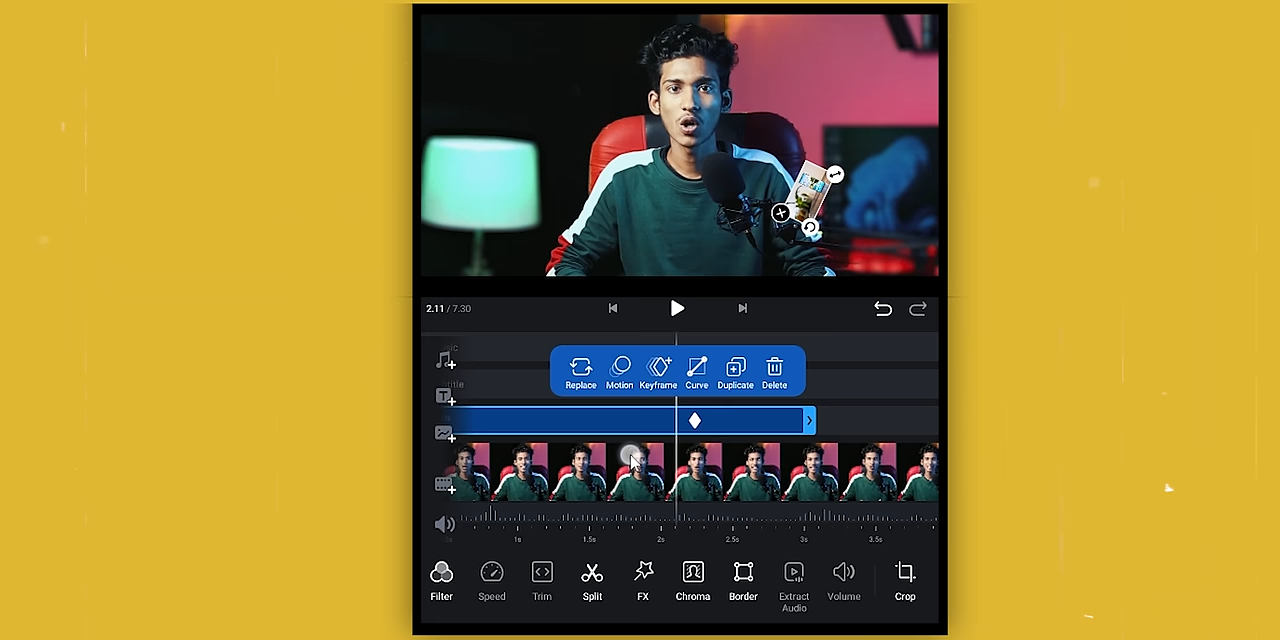 2.11 / 7.30
Replace Motion Keyframe Curve Duplicate Delete
1s 1.5s 2s 2.5s 3s 3.5s
Filter Speed Trim Split FX Chroma Border Extract Audio Volume Crop